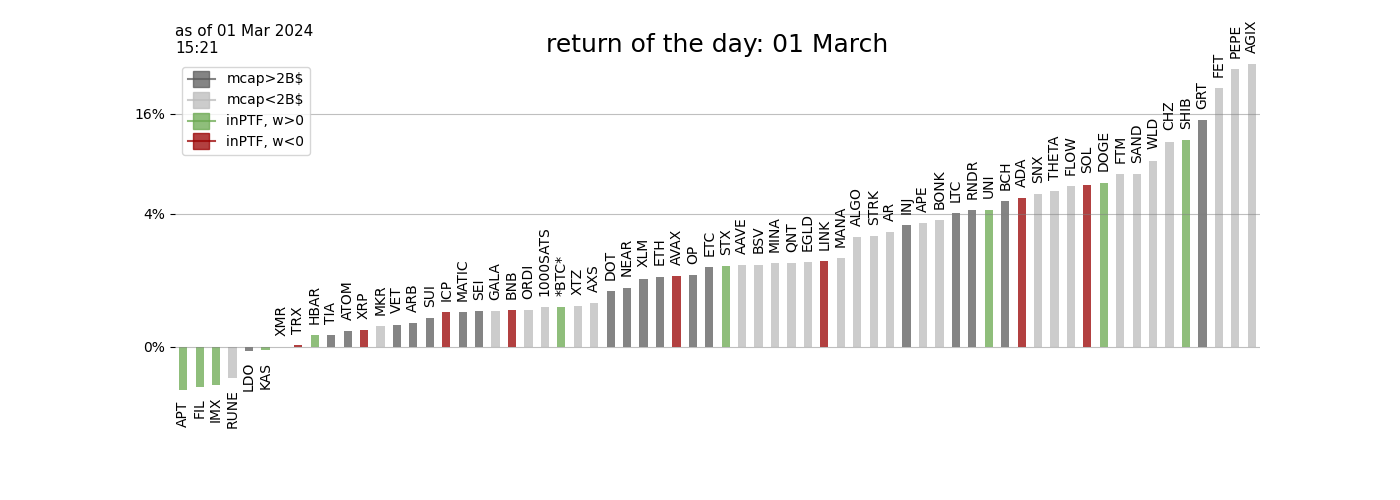 as of 01 Mar 2024
15:21
return of the day: 01 March
mcap>2B$
mcap<2B$
inPTF, w>0
inPTF, w<0
16%
4%
0%
APT
FIL
IMX
RUNE
LDO
KAS
XMR
TRX
HBAR
TIA
ATOM
XRP
MKR
VET
ARB
SUI
ICP
MATIC
SEI
GALA
BNB
ORDI
1000SATS
*BTC*
XTZ
AXS
DOT
NEAR
XLM
ETH
AVAX
OP
ETC
STX
AAVE
BSV
MINA
QNT
EGLD
LINK
MANA
ALGO
STRK
AR
INJ
APE
BONK
LTC
RNDR
UNI
BCH
ADA
SNX
THETA
FLOW
SOL
DOGE
FTM
SAND
WLD
CHZ
SHIB
GRT
FET
PEPE
AGIX